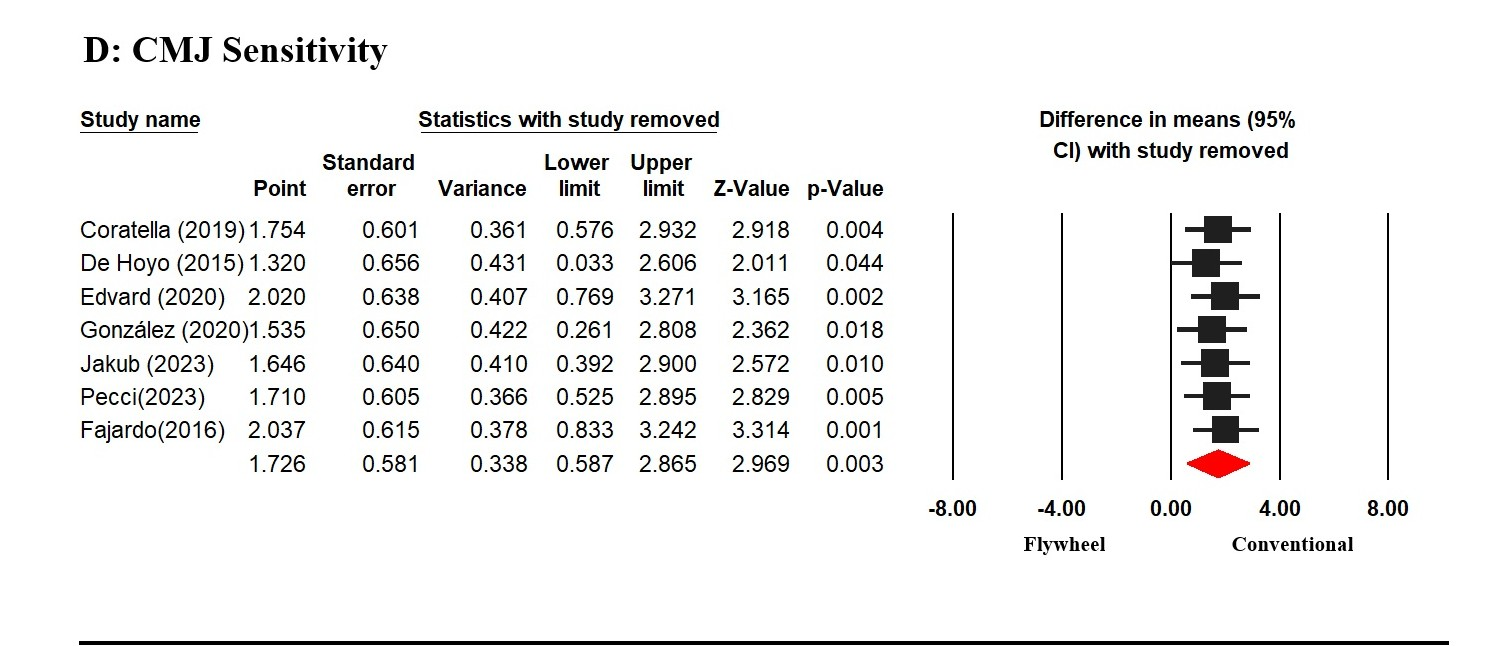 D: CMJ Sensitivity
Study name Statistics with study removed Difference in means (95% CI) with study removed
Point Standard error Variance Lower limit Upper limit Z-Value p-Value
Coratella (2019) 1.754 0.601 0.361 0.576 2.932 2.918 0.004
De Hoyo (2015) 1.320 0.656 0.431 0.033 2.606 2.011 0.044
Edvard (2020) 2.020 0.638 0.407 0.769 3.271 3.165 0.002
González (2020) 1.535 0.650 0.422 0.261 2.808 2.362 0.018
Jakub (2023) 1.646 0.640 0.410 0.392 2.900 2.572 0.010
Pecci(2023) 1.710 0.605 0.366 0.525 2.895 2.829 0.005
Fajardo(2016) 2.037 0.615 0.378 0.833 3.242 3.314 0.001
1.726 0.581 0.338 0.587 2.865 2.969 0.003
-8.00 -4.00 0.00 4.00 8.00
Flywheel Conventional